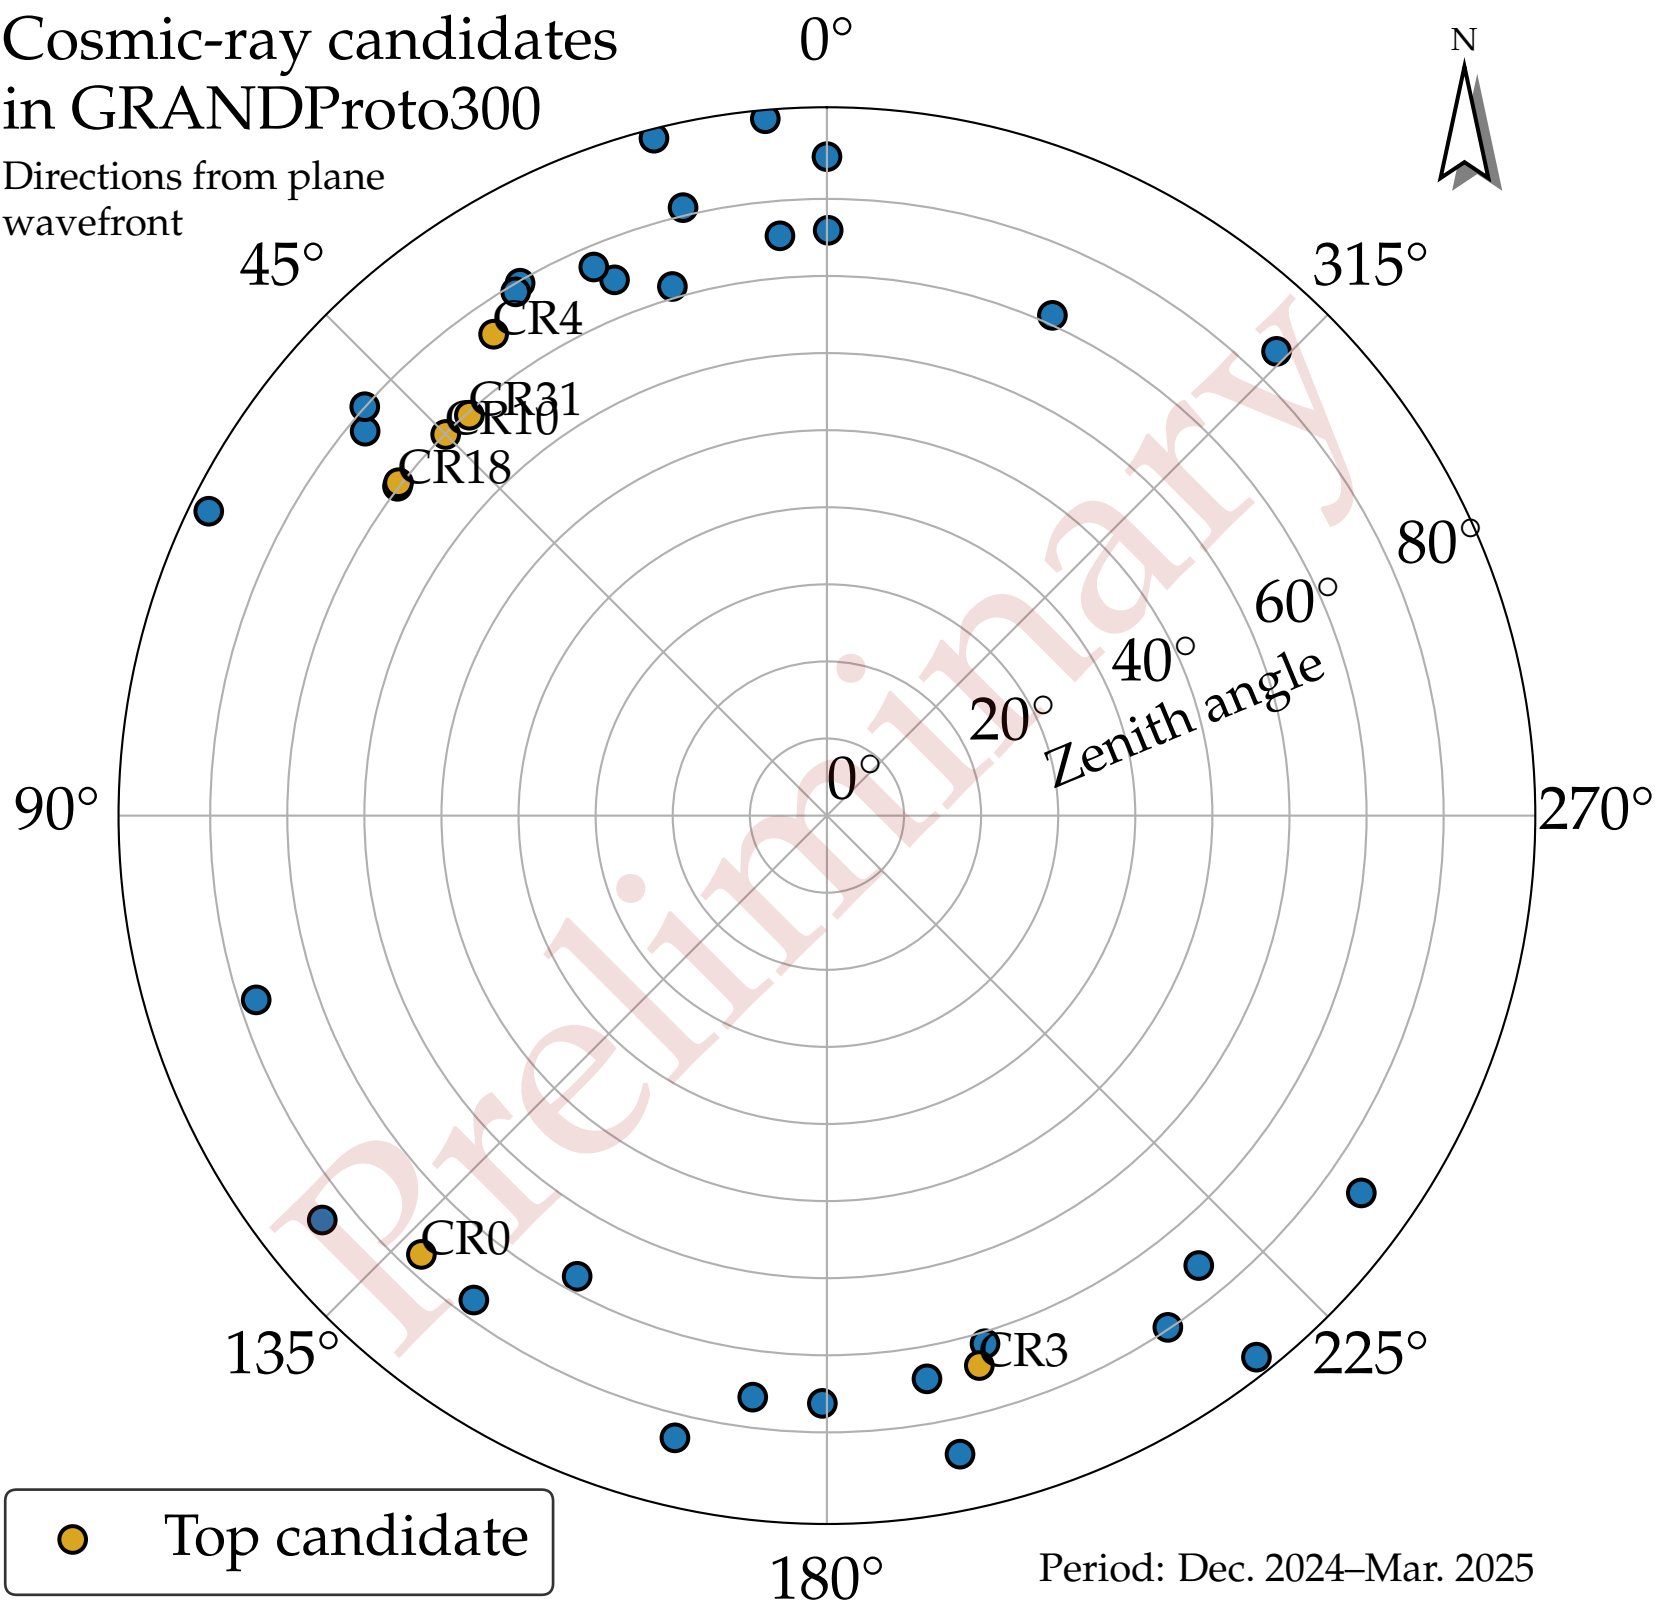 Cosmic-ray candidates
in GRANDProto300
Directions from plane
wavefront
0°
N
45°
315°
CR4
CR31
CR10
CR18
80°
60°
40°
20°
0°
Zenith angle
90°
270°
Preliminary
CR0
CR3
135°
225°
180°
Top candidate
Period: Dec. 2024–Mar. 2025